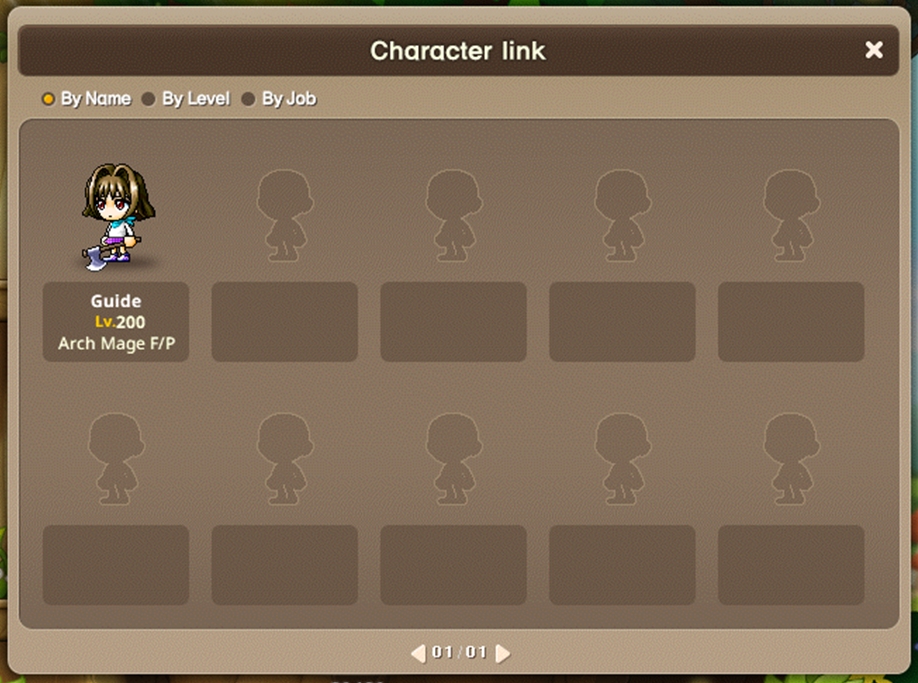 Character link
By Name By Level By Job
Guide
Lv.200
Arch Mage F/P
01/01